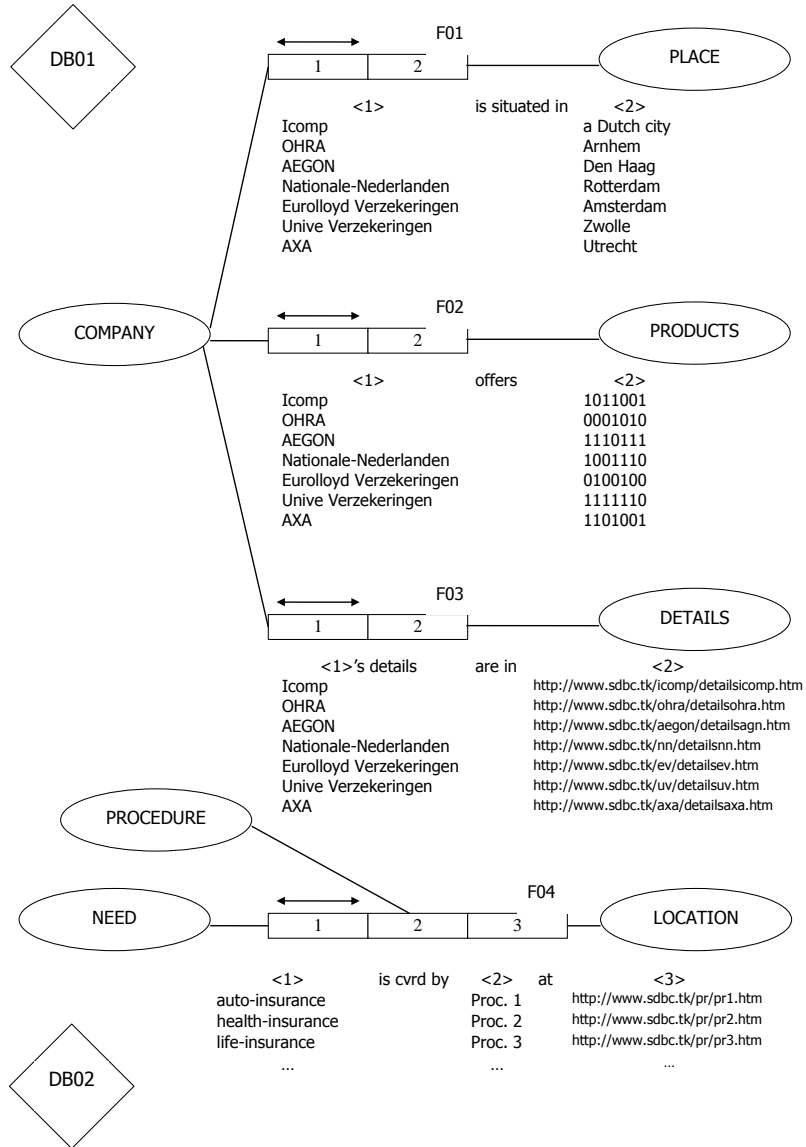 F01
DB01
PLACE
1 2
<1> is situated in <2>
Icomp a Dutch city
OHRA Arnhem
AEGON Den Haag
Nationale-Nederlanden Rotterdam
Eurolloyd Verzekeringen Amsterdam
Unive Verzekeringen Zwolle
AXA Utrecht
F02
COMPANY
PRODUCTS
1 2
<1> offers <2>
Icomp 1011001
OHRA 0001010
AEGON 1110111
Nationale-Nederlanden 1001110
Eurolloyd Verzekeringen 0100100
Unive Verzekeringen 1111110
AXA 1101001
F03
DETAILS
1 2
<1>'s details are in <2>
Icomp http://www.sdbc.tk/icomp/detailsicomp.htm
OHRA http://www.sdbc.tk/ohra/detailsohra.htm
AEGON http://www.sdbc.tk/aegon/detailsagn.htm
Nationale-Nederlanden http://www.sdbc.tk/nn/detailsnn.htm
Eurolloyd Verzekeringen http://www.sdbc.tk/ev/detailsev.htm
Unive Verzekeringen http://www.sdbc.tk/uv/detailsuv.htm
AXA http://www.sdbc.tk/axa/detailsaxa.htm
PROCEDURE
F04
NEED
LOCATION
1 2 3
<1> is cvrd by <2> at <3>
auto-insurance Proc. 1 http://www.sdbc.tk/pr/pr1.htm
health-insurance Proc. 2 http://www.sdbc.tk/pr/pr2.htm
life-insurance Proc. 3 http://www.sdbc.tk/pr/pr3.htm
... ... ...
DB02